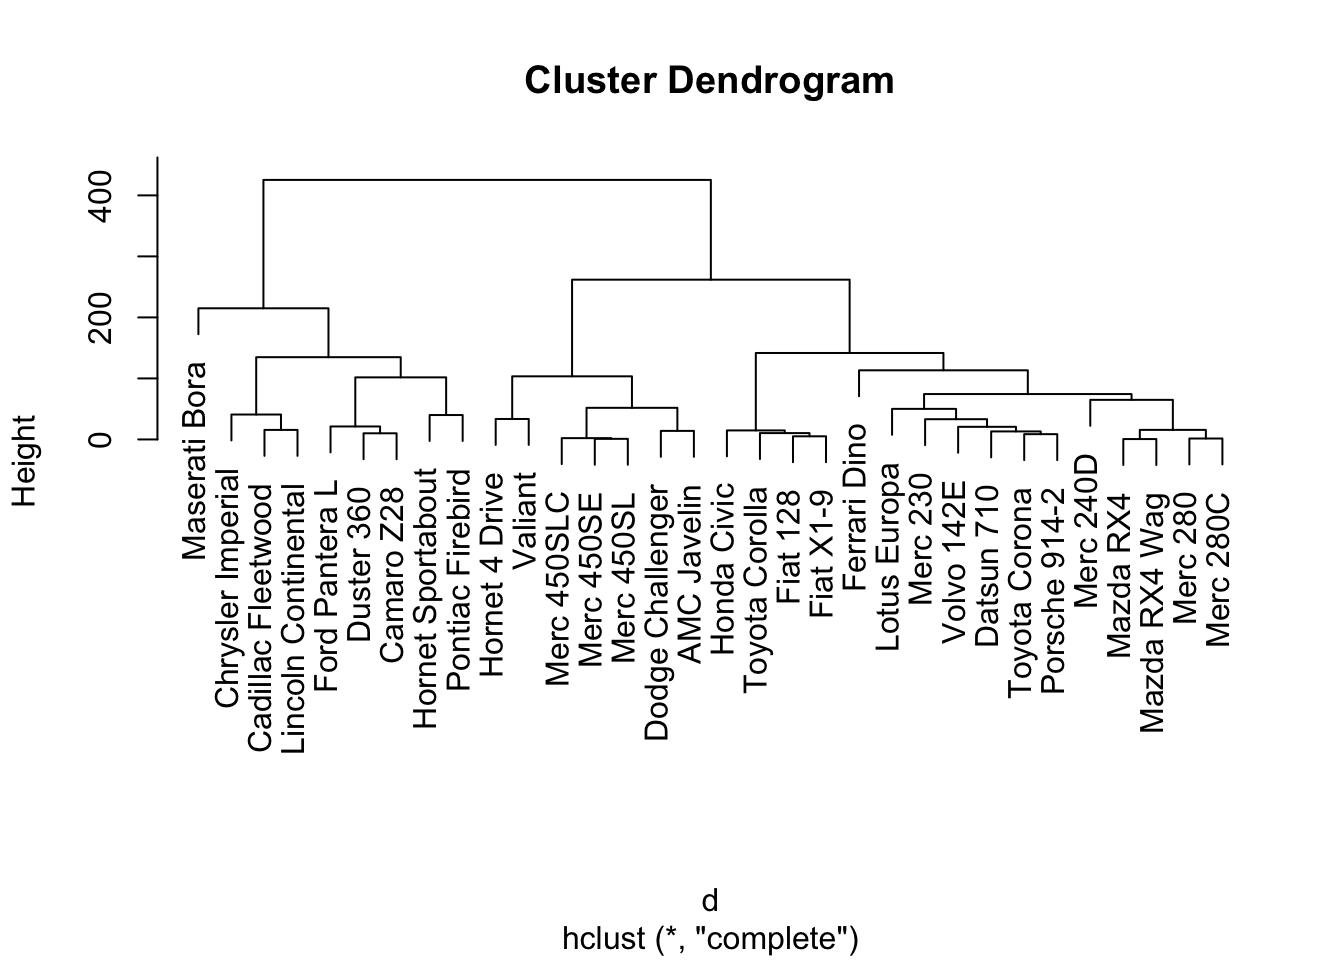 Cluster Dendrogram
Height
400
200
0
Maserati Bora
Chrysler Imperial
Cadillac Fleetwood
Lincoln Continental
Ford Pantera L
Duster 360
Camaro Z28
Hornet Sportabout
Pontiac Firebird
Hornet 4 Drive
Valiant
Merc 450SLC
Merc 450SE
Merc 450SL
Dodge Challenger
AMC Javelin
Honda Civic
Toyota Corolla
Fiat 128
Fiat X1-9
Ferrari Dino
Lotus Europa
Merc 230
Volvo 142E
Datsun 710
Toyota Corona
Porsche 914-2
Merc 240D
Mazda RX4
Mazda RX4 Wag
Merc 280
Merc 280C
d
hclust (*, "complete")